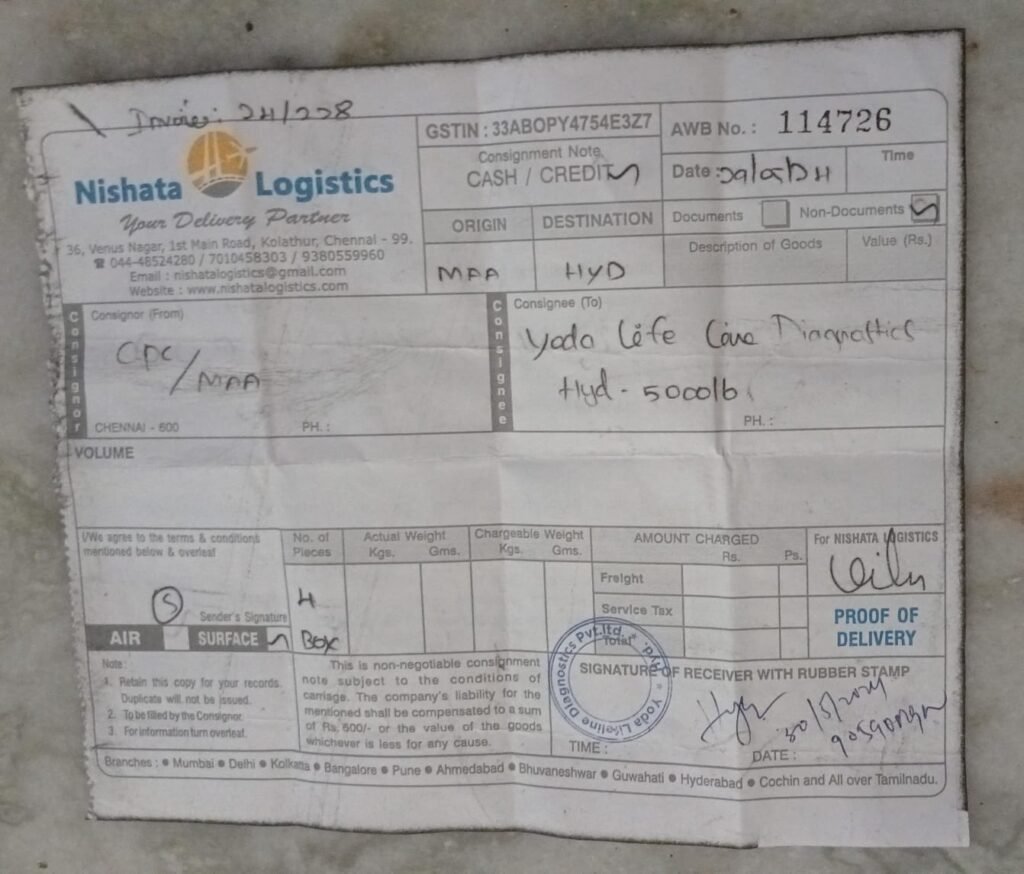 Invoice: 24/228
Nishata Logistics
Your Delivery Partner
36, Venus Nagar, 1st Main Road, Kolathur, Chennai - 99.
☎ 044-48524280 / 7010458303 / 9380559960
Email : nishatalogistics@gmail.com
Website : www.nishatalogistics.com
GSTIN : 33ABOPY4754E3Z7
Consignment Note
CASH / CREDIT
AWB No. : 114726
Date :
Time
ORIGIN
DESTINATION
MAA
HYD
Documents
Non-Documents
Description of Goods
Value (Rs.)
Consignor
Consignor (From)
CDC/MAA
CHENNAI - 600
PH. :
Consignee
Consignee (To)
Yoda Life Line Diagnostics
Hyd - 500016
PH. :
VOLUME
I/We agree to the terms & conditions
mentioned below & overleaf
S
Sender's Signature
AIR
SURFACE
No. of
Pieces
4
Box
Actual Weight
Kgs. Gms.
Chargeable Weight
Kgs. Gms.
AMOUNT CHARGED
Rs. Ps.
Freight
Service Tax
Total
For NISHATA LOGISTICS
PROOF OF
DELIVERY
Note :
1. Retain this copy for your records.
Duplicate will not be issued.
2. To be filled by the Consignor.
3. For information turn overleaf.
This is non-negotiable consignment
note subject to the conditions of
carriage. The company's liability for the
mentioned shall be compensated to a sum
of Rs. 500/- or the value of the goods
whichever is less for any cause.
SIGNATURE OF RECEIVER WITH RUBBER STAMP
Yoda Lifeline Diagnostics Pvt.ltd.
30/5/2024
TIME :
DATE :
Branches : ● Mumbai ● Delhi ● Kolkatta ● Bangalore ● Pune ● Ahmedabad ● Bhuvaneshwar ● Guwahati ● Hyderabad ● Cochin and All over Tamilnadu.